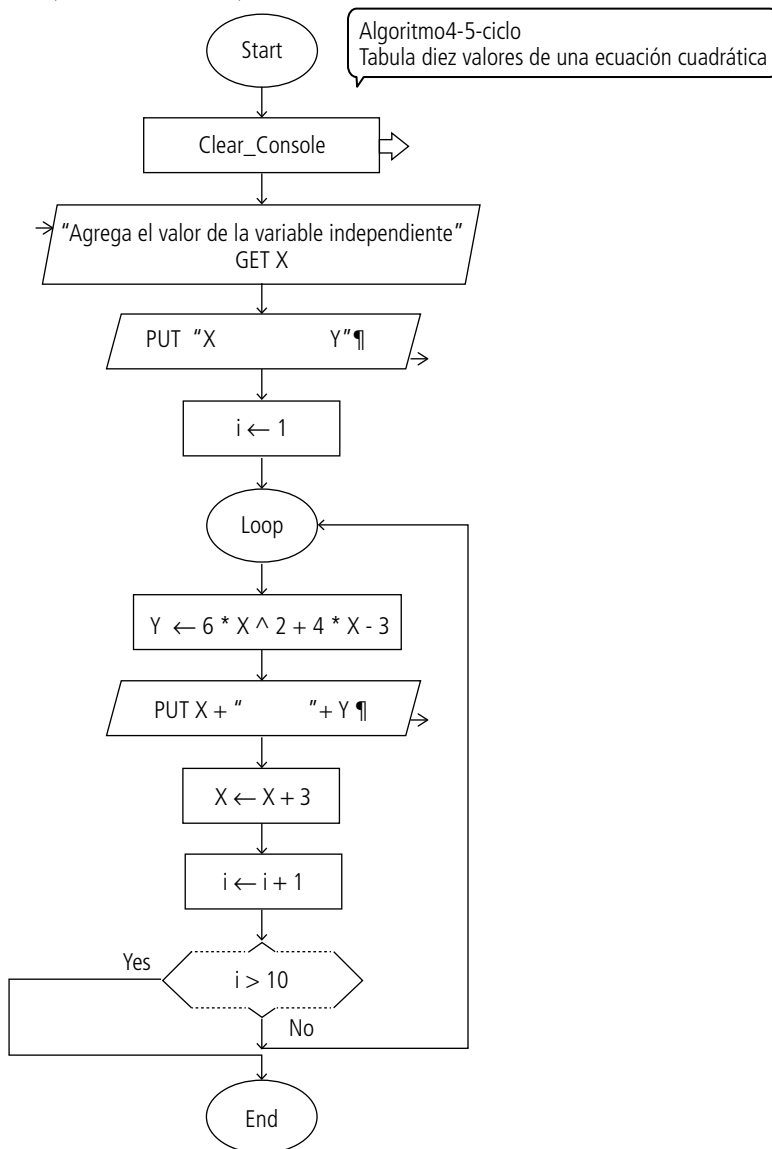 Start
Algoritmo4-5-ciclo
Tabula diez valores de una ecuación cuadrática
Clear_Console
"Agrega el valor de la variable independiente"
GET X
PUT "X Y"¶
i ← 1
Loop
Y ← 6 * X ^ 2 + 4 * X - 3
PUT X + " "+ Y ¶
X ← X + 3
i ← i + 1
Yes
i > 10
No
End